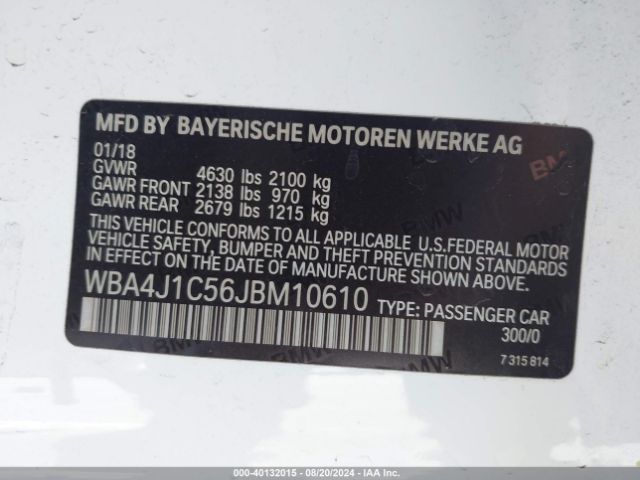 MFD BY BAYERISCHE MOTOREN WERKE AG
01/18
GVWR 4630 lbs 2100 kg
GAWR FRONT 2138 lbs 970 kg
GAWR REAR 2679 lbs 1215 kg
THIS VEHICLE CONFORMS TO ALL APPLICABLE U.S.FEDERAL MOTOR
VEHICLE SAFETY, BUMPER AND THEFT PREVENTION STANDARDS
IN EFFECT ON THE DATE OF MANUFACTURE SHOWN ABOVE.
WBA4J1C56JBM10610
TYPE: PASSENGER CAR
300/0
7 315 814
000-40132015 - 08/20/2024 - IAA Inc.